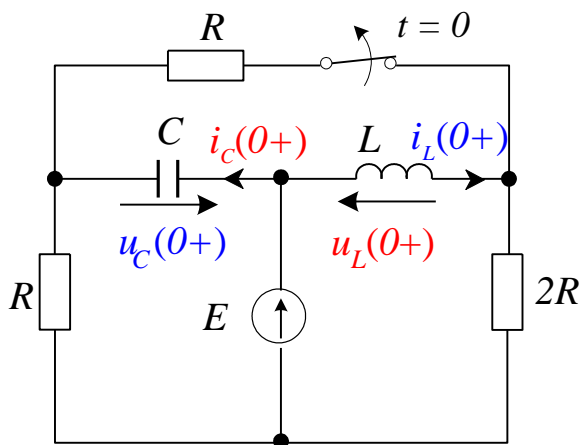 R t = 0
C i_C(0+) L i_L(0+)
u_C(0+) u_L(0+)
R E 2R